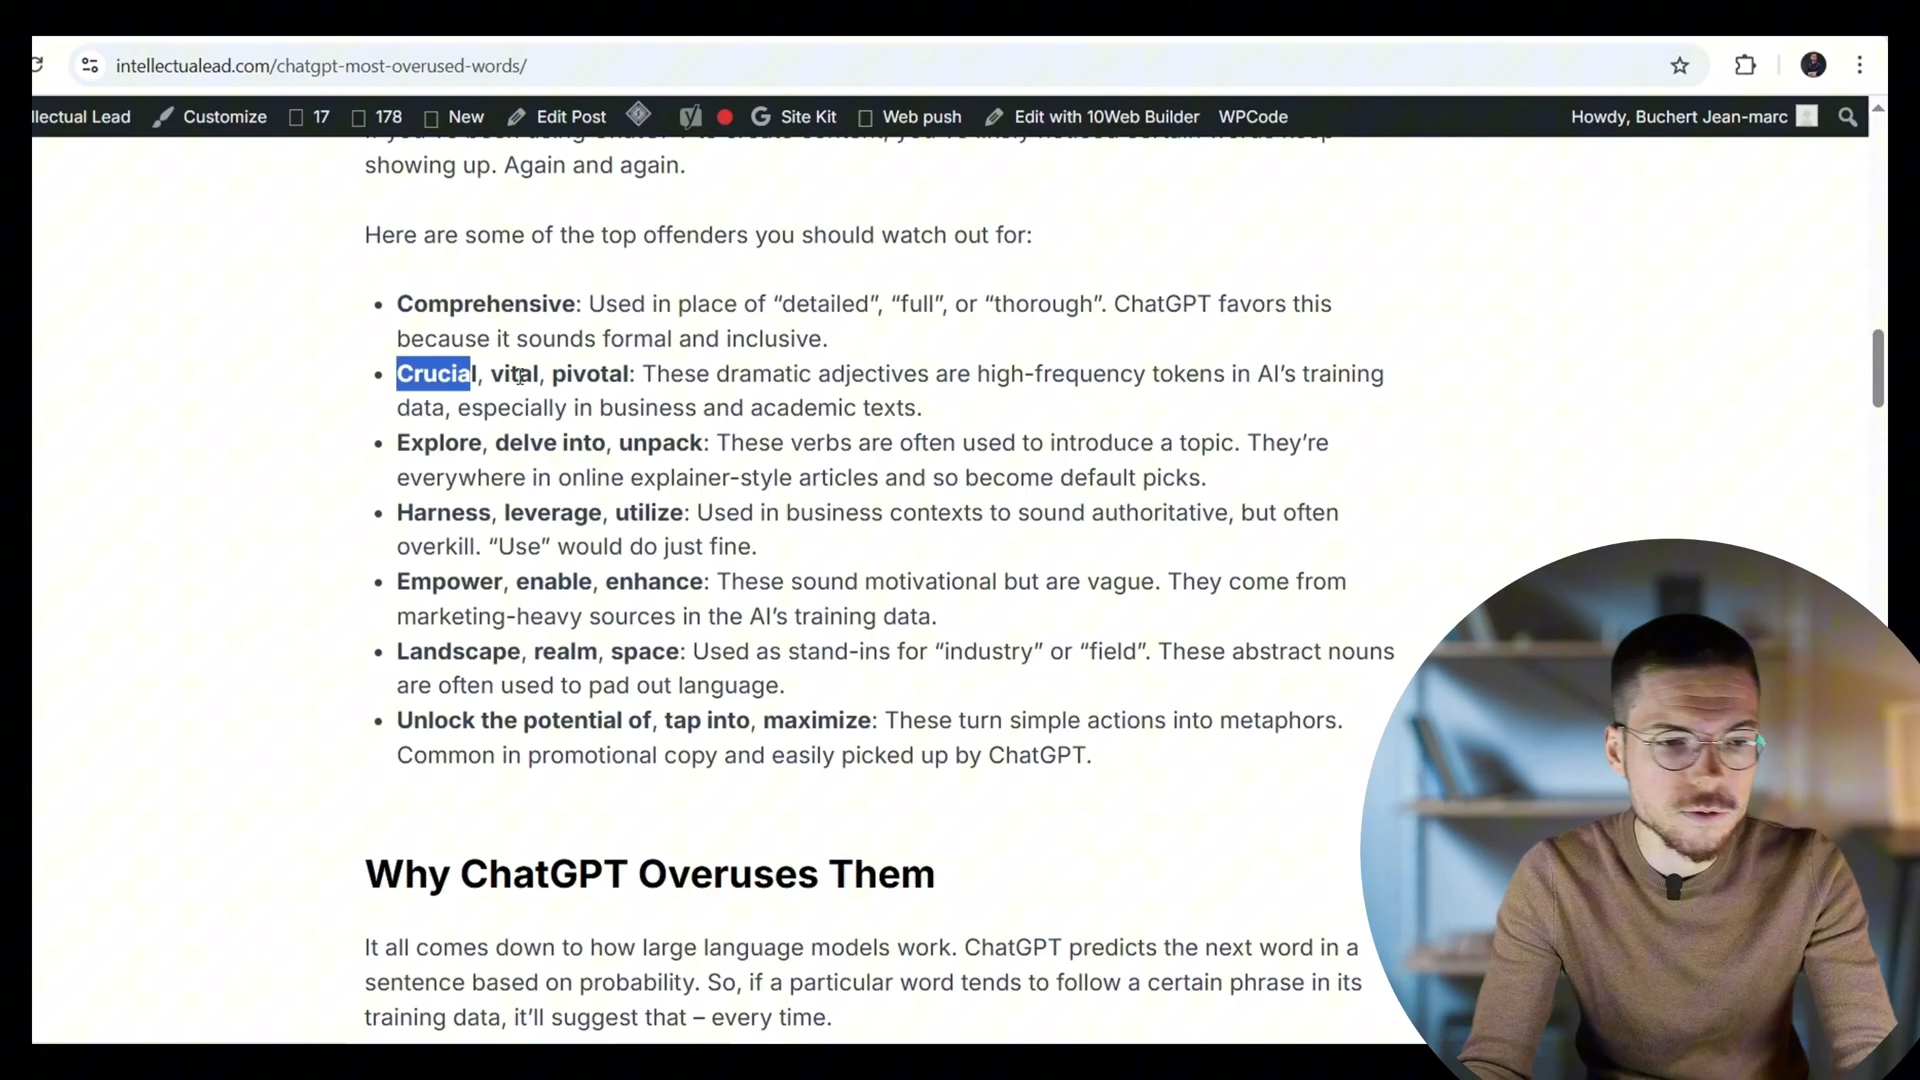 intellectualead.com/chatgpt-most-overused-words/
llectual Lead Customize 17 178 New Edit Post Site Kit Web push Edit with 10Web Builder WPCode Howdy, Buchert Jean-marc
showing up. Again and again.
Here are some of the top offenders you should watch out for:
• Comprehensive: Used in place of “detailed”, “full”, or “thorough”. ChatGPT favors this
because it sounds formal and inclusive.
• Crucial, vital, pivotal: These dramatic adjectives are high-frequency tokens in AI’s training
data, especially in business and academic texts.
• Explore, delve into, unpack: These verbs are often used to introduce a topic. They’re
everywhere in online explainer-style articles and so become default picks.
• Harness, leverage, utilize: Used in business contexts to sound authoritative, but often
overkill. “Use” would do just fine.
• Empower, enable, enhance: These sound motivational but are vague. They come from
marketing-heavy sources in the AI’s training data.
• Landscape, realm, space: Used as stand-ins for “industry” or “field”. These abstract nouns
are often used to pad out language.
• Unlock the potential of, tap into, maximize: These turn simple actions into metaphors.
Common in promotional copy and easily picked up by ChatGPT.
Why ChatGPT Overuses Them
It all comes down to how large language models work. ChatGPT predicts the next word in a
sentence based on probability. So, if a particular word tends to follow a certain phrase in its
training data, it’ll suggest that – every time.